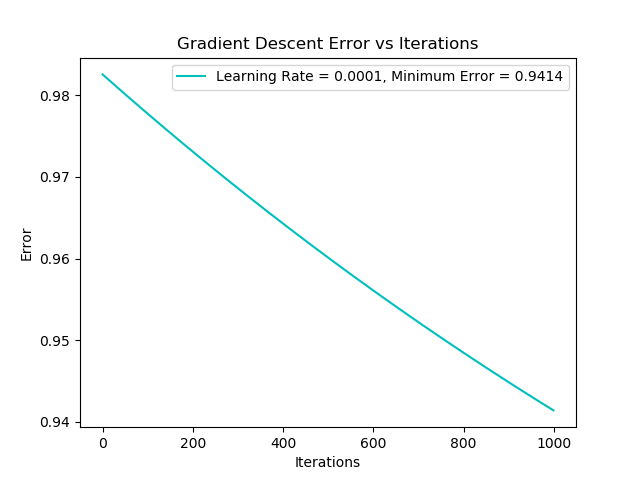 Gradient Descent Error vs Iterations
Learning Rate = 0.0001, Minimum Error = 0.9414
0.98
0.97
0.96
0.95
0.94
Error
0 200 400 600 800 1000
Iterations